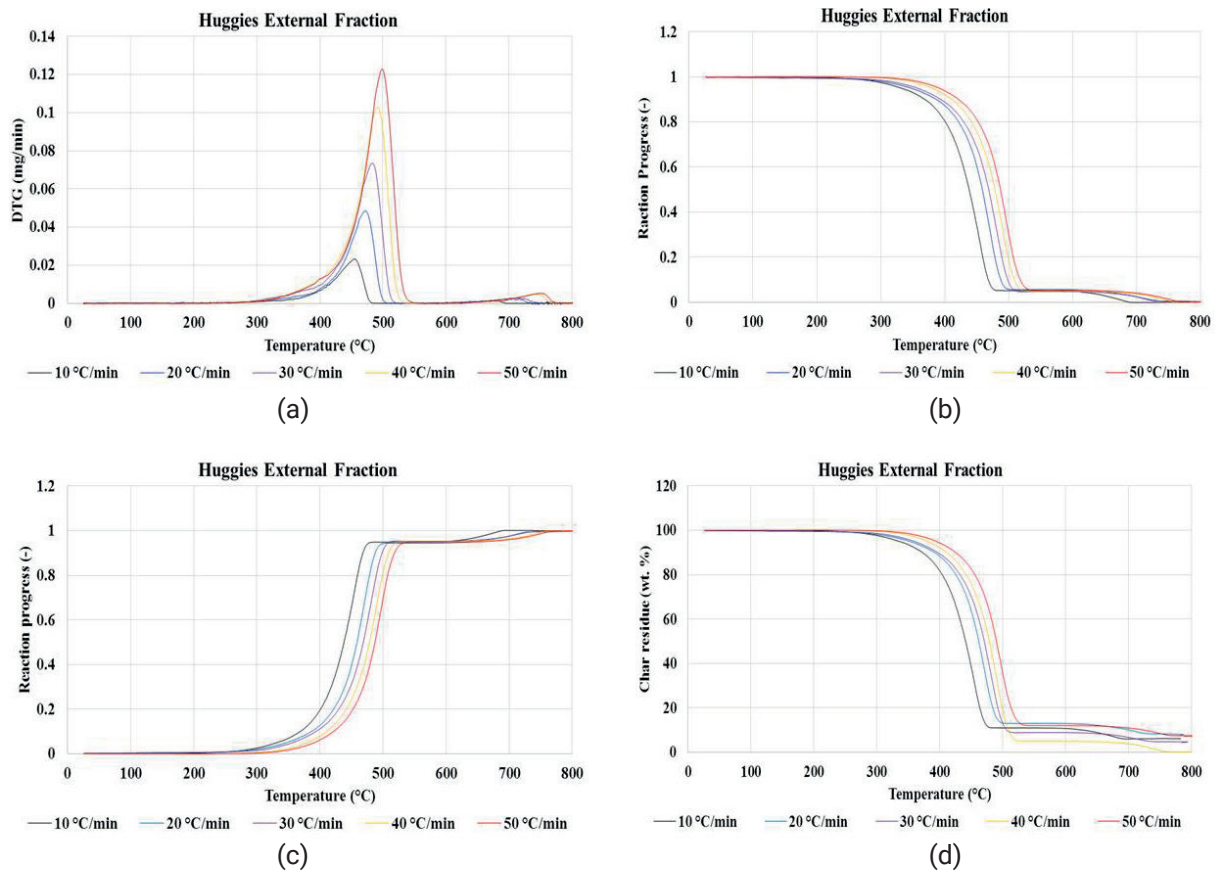 Huggies External Fraction
DTG (mg/min)
0.14
0.12
0.1
0.08
0.06
0.04
0.02
0
0 100 200 300 400 500 600 700 800
Temperature (°C)
10 °C/min 20 °C/min 30 °C/min 40 °C/min 50 °C/min
(a)
Huggies External Fraction
Raction Progress (-)
1.2
1
0.8
0.6
0.4
0.2
0
0 100 200 300 400 500 600 700 800
Temperature (°C)
10 °C/min 20 °C/min 30 °C/min 40 °C/min 50 °C/min
(b)
Huggies External Fraction
Reaction progress (-)
1.2
1
0.8
0.6
0.4
0.2
0
0 100 200 300 400 500 600 700 800
Temperature (°C)
10 °C/min 20 °C/min 30 °C/min 40 °C/min 50 °C/min
(c)
Huggies External Fraction
Char residue (wt. %)
120
100
80
60
40
20
0
0 100 200 300 400 500 600 700 800
Temperature (°C)
10 °C/min 20 °C/min 30 °C/min 40 °C/min 50 °C/min
(d)